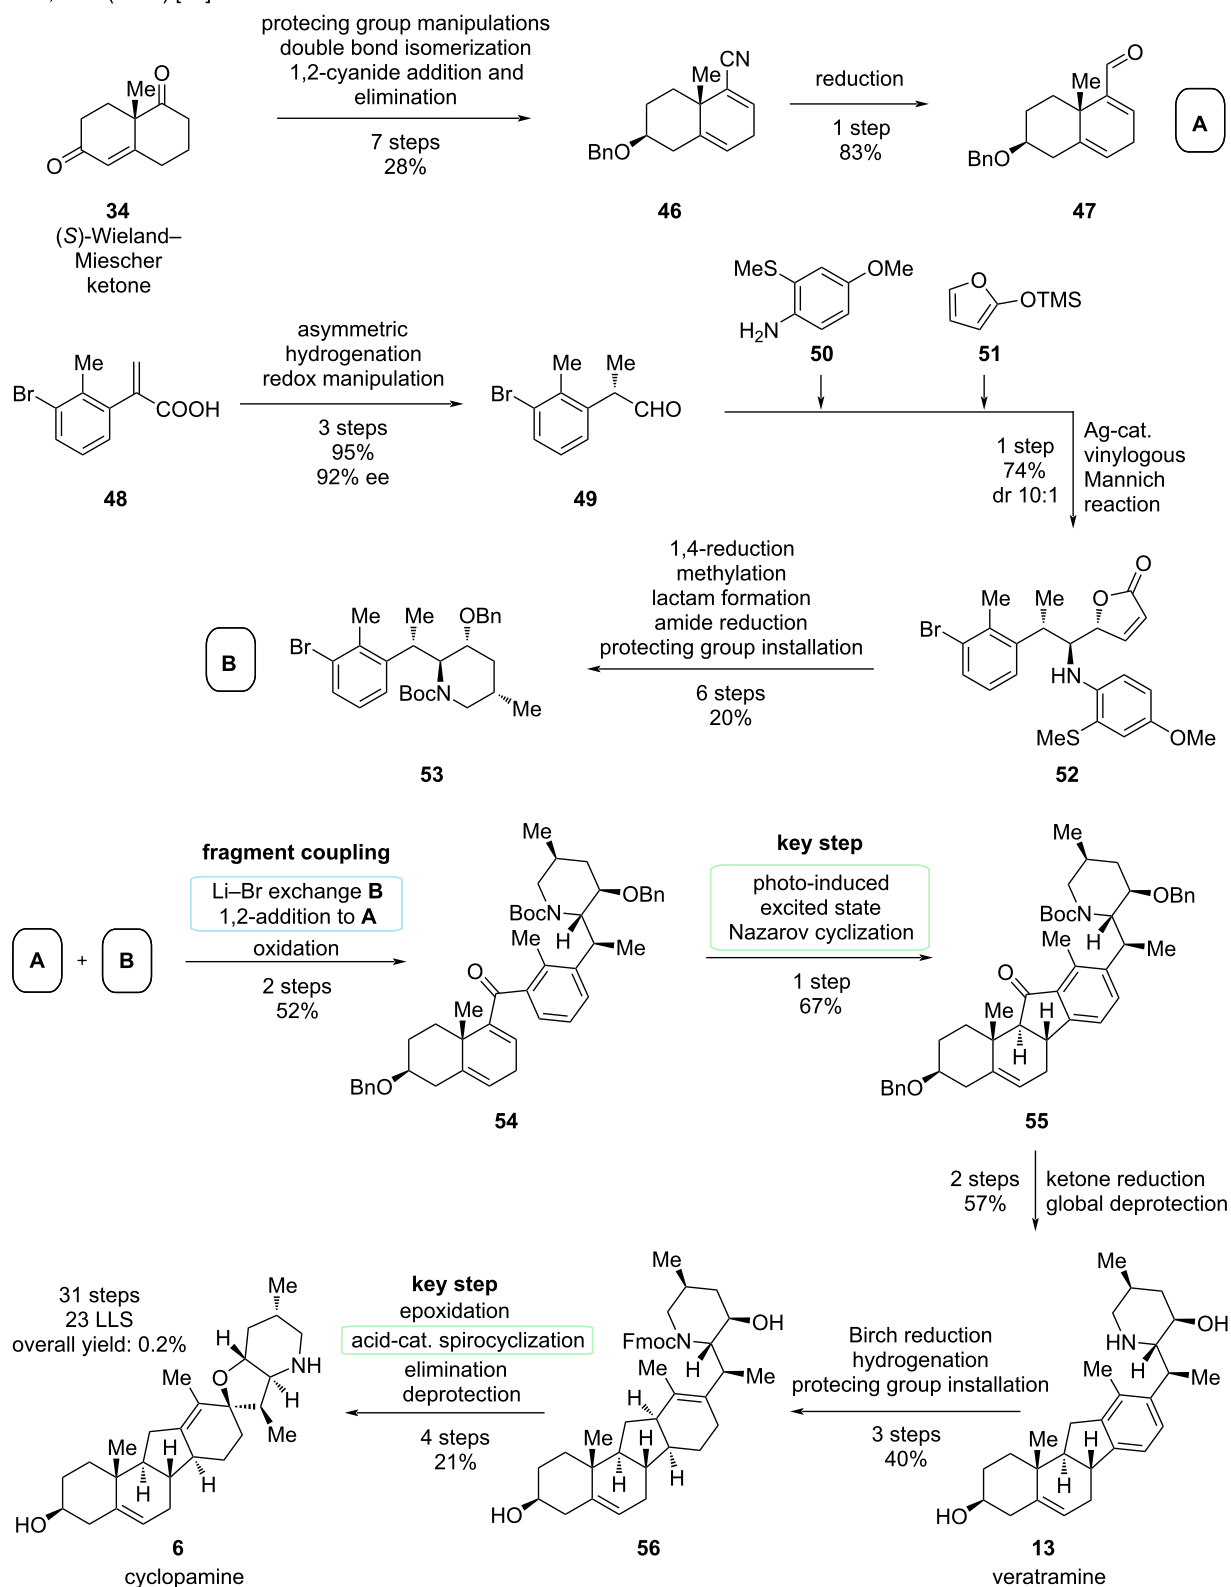 protecing group manipulations
double bond isomerization
1,2-cyanide addition and
elimination
7 steps
28%
O
Me
O
34
(S)-Wieland–
Miescher
ketone
CN
Me
BnO
46
reduction
1 step
83%
O
Me
BnO
47
A
Me
Br
COOH
48
asymmetric
hydrogenation
redox manipulation
3 steps
95%
92% ee
Me
Me
Br
CHO
49
MeS
OMe
H2N
50
O
OTMS
51
1 step
74%
dr 10:1
Ag-cat.
vinylogous
Mannich
reaction
O
O
Me
Me
Br
HN
MeS
OMe
52
1,4-reduction
methylation
lactam formation
amide reduction
protecting group installation
6 steps
20%
B
Me
Me
OBn
Br
BocN
Me
53
A + B
fragment coupling
Li–Br exchange B
1,2-addition to A
oxidation
2 steps
52%
Me
OBn
BocN
H
Me
Me
O
Me
BnO
54
key step
photo-induced
excited state
Nazarov cyclization
1 step
67%
Me
OBn
BocN
H
Me
Me
O
Me
H
H
BnO
55
2 steps
57%
ketone reduction
global deprotection
Me
OH
HN
H
Me
Me
Me
H
H
HO
13
veratramine
Birch reduction
hydrogenation
protecing group installation
3 steps
40%
Me
OH
FmocN
H
Me
Me
H
Me
H
H
H
HO
56
key step
epoxidation
acid-cat. spirocyclization
elimination
deprotection
4 steps
21%
31 steps
23 LLS
overall yield: 0.2%
Me
H
NH
O
H
Me
Me
Me
H
H
H
HO
6
cyclopamine